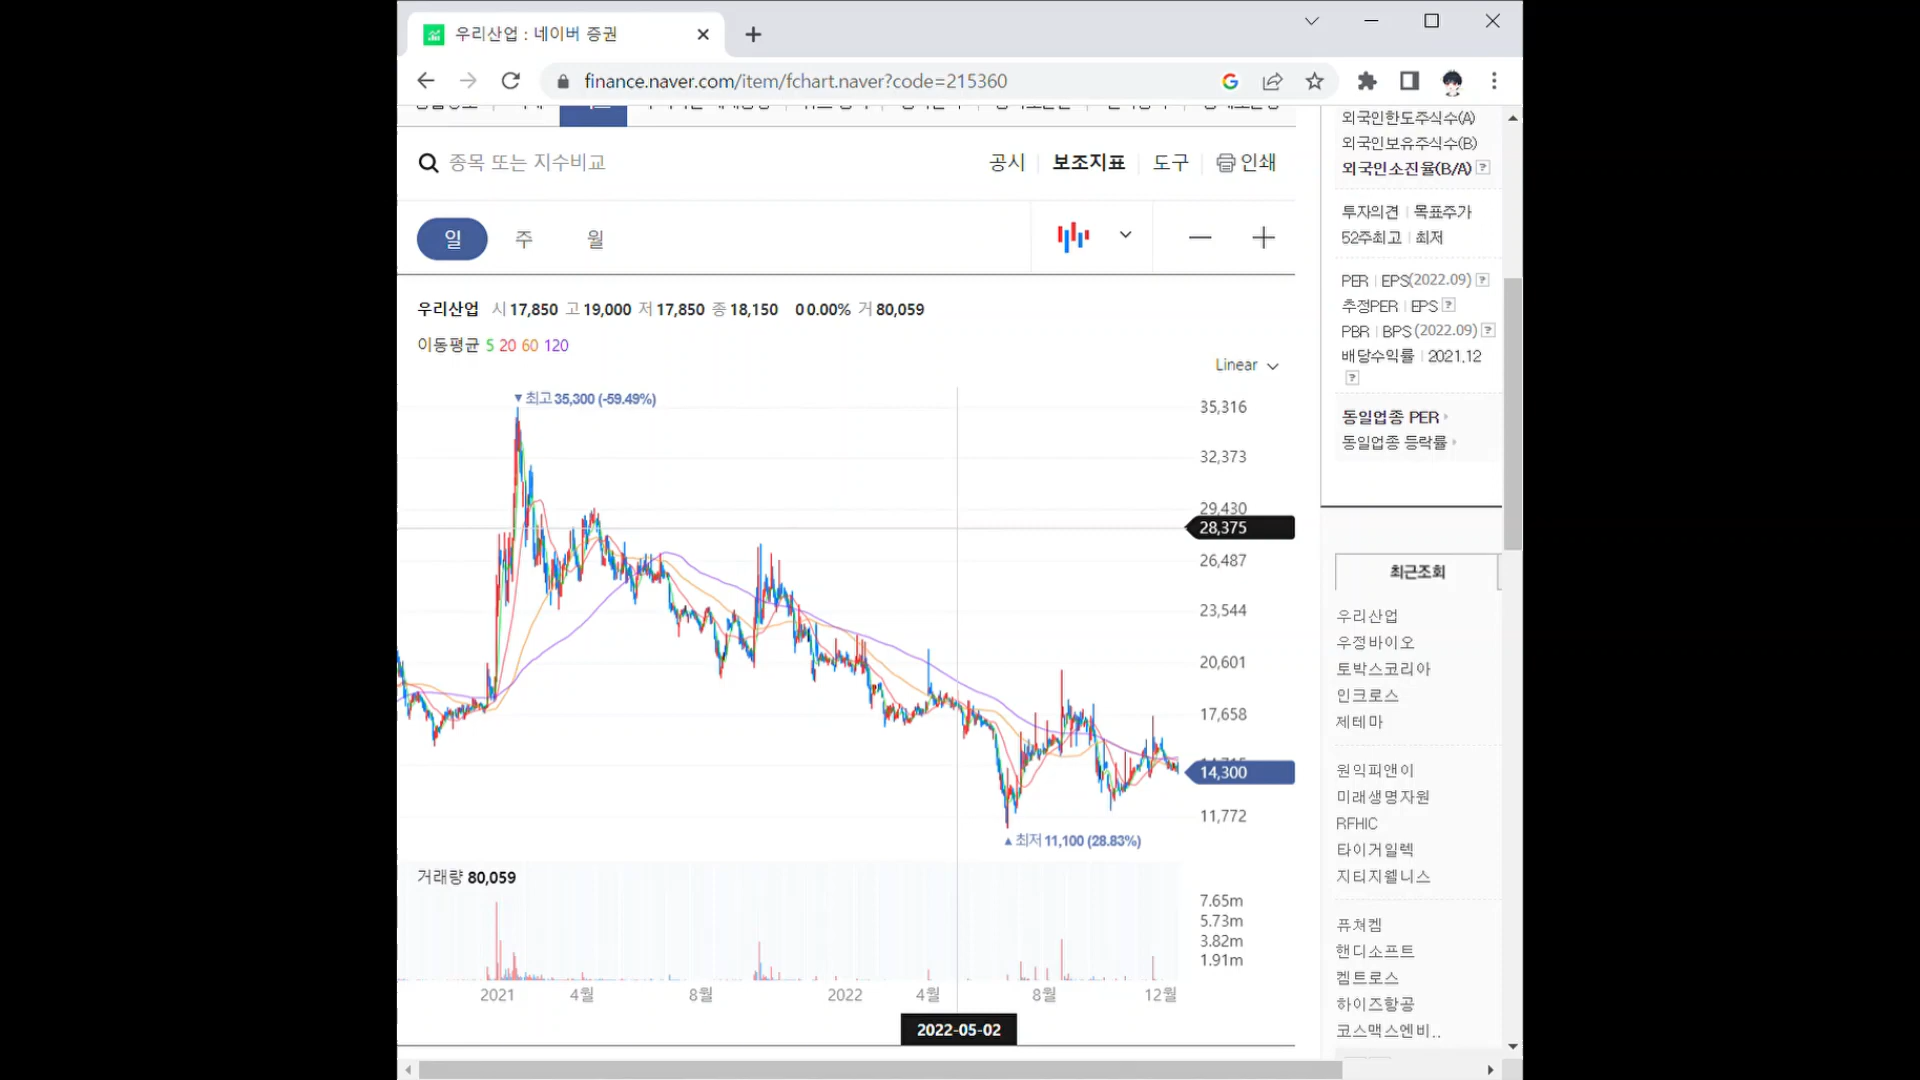 우리산업 : 네이버 증권
finance.naver.com/item/fchart.naver?code=215360
종목 또는 지수비교
공시 보조지표 도구 인쇄
일 주 월
우리산업 시 17,850 고 19,000 저 17,850 종 18,150 0 0.00% 거 80,059
이동평균 5 20 60 120
Linear
▼최고 35,300 (-59.49%)
35,316
32,373
29,430
28,375
26,487
23,544
20,601
17,658
14,300
11,772
▲최저 11,100 (28.83%)
거래량 80,059
7.65m
5.73m
3.82m
1.91m
2021 4월 8월 2022 4월 8월 12월
2022-05-02
외국인한도주식수(A)
외국인보유주식수(B)
외국인소진율(B/A) ?
투자의견 | 목표주가
52주최고 | 최저
PER | EPS(2022.09) ?
추정PER | EPS ?
PBR | BPS (2022.09) ?
배당수익률 | 2021.12
?
동일업종 PER
동일업종 등락률
최근조회
우리산업
우정바이오
토박스코리아
인크로스
제테마
원익피앤이
미래생명자원
RFHIC
타이거일렉
지티지웰니스
퓨쳐켐
핸디소프트
켐트로스
하이즈항공
코스맥스엔비..